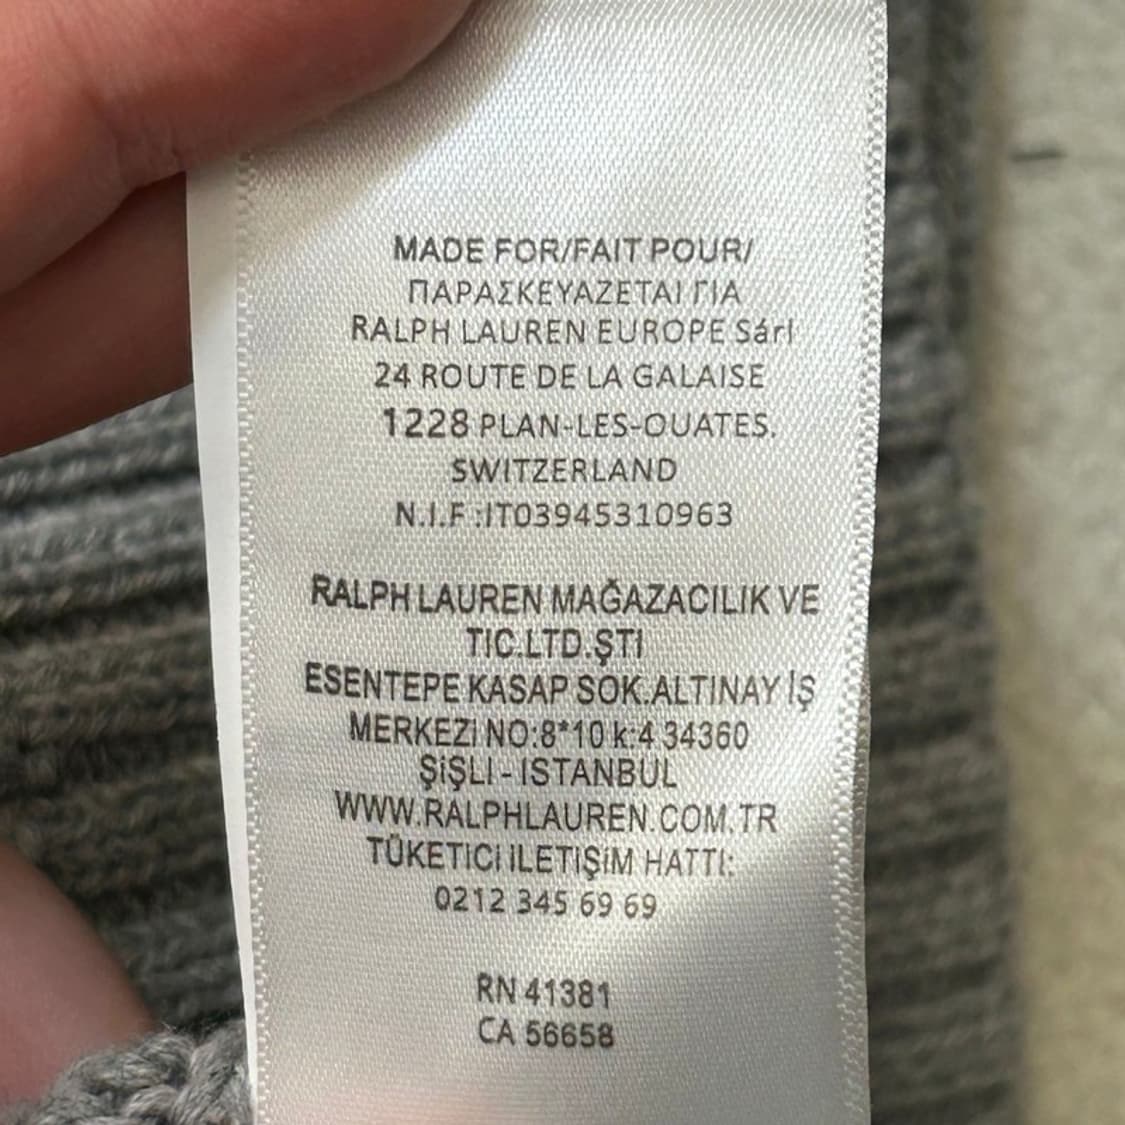 MADE FOR/FAIT POUR/
ΠΑΡΑΣΚΕΥΑΖΕΤΑΙ ΓΙΑ
RALPH LAUREN EUROPE Sárl
24 ROUTE DE LA GALAISE
1228 PLAN-LES-OUATES.
SWITZERLAND
N.I.F :IT03945310963
RALPH LAUREN MAĞAZACILIK VE
TIC.LTD.ŞTI
ESENTEPE KASAP SOK.ALTINAY İŞ
MERKEZi NO:8*10 k:4 34360
ŞiŞLI - ISTANBUL
WWW.RALPHLAUREN.COM.TR
TÜKETICI ILETIŞiM HATTI:
0212 345 69 69
RN 41381
CA 56658